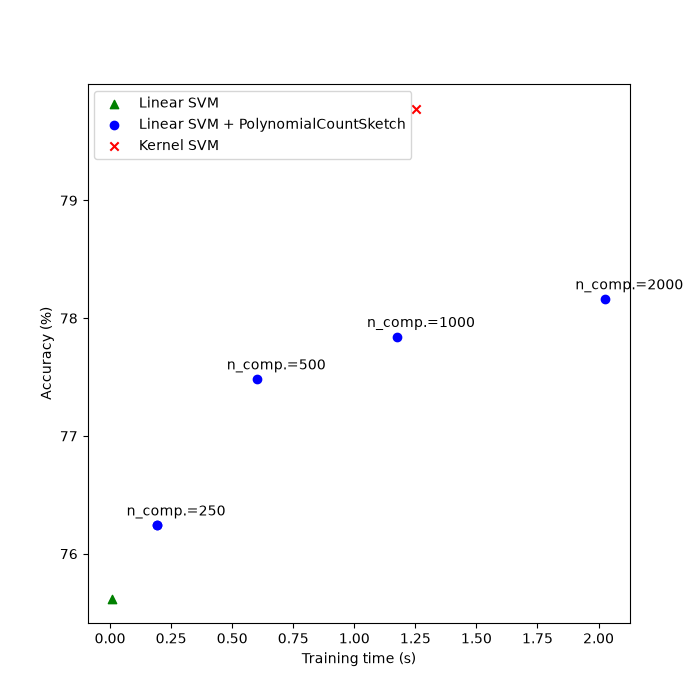 Linear SVM
Linear SVM + PolynomialCountSketch
Kernel SVM
79
n_comp.=2000
78
n_comp.=1000
n_comp.=500
Accuracy (%)
77
n_comp.=250
76
0.00 0.25 0.50 0.75 1.00 1.25 1.50 1.75 2.00
Training time (s)